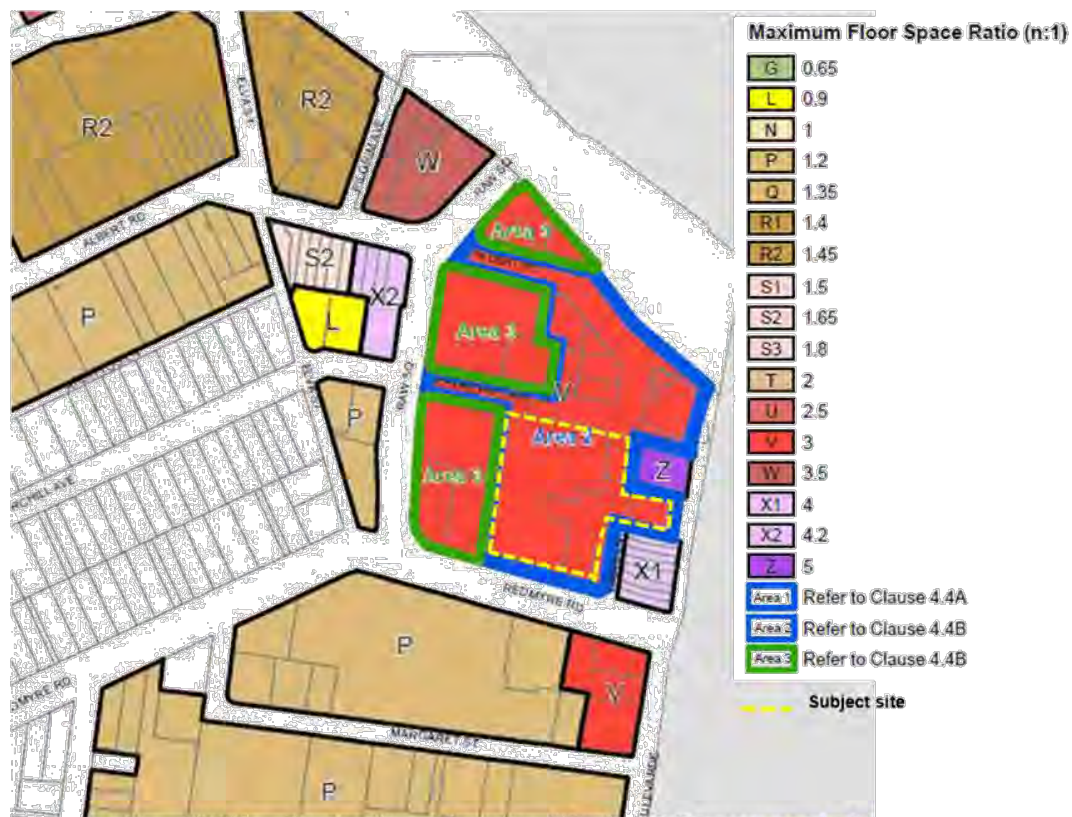 Maximum Floor Space Ratio (n:1)
G 0.65
L 0.9
N 1
P 1.2
Q 1.35
R1 1.4
R2 1.45
S1 1.5
S2 1.65
S3 1.8
T 2
U 2.5
V 3
W 3.5
X1 4
X2 4.2
Z 5
Area 1 Refer to Clause 4.4A
Area 2 Refer to Clause 4.4B
Area 3 Refer to Clause 4.4B
Subject site
R2
R2
W
RAW SQ
ALBERT RD
Area 3
S2
X2
L
P
Area 3
RAW SQ
V
P
Area 2
Area 3
Z
X1
REDMYRE RD
P
V
MARGARET ST
P